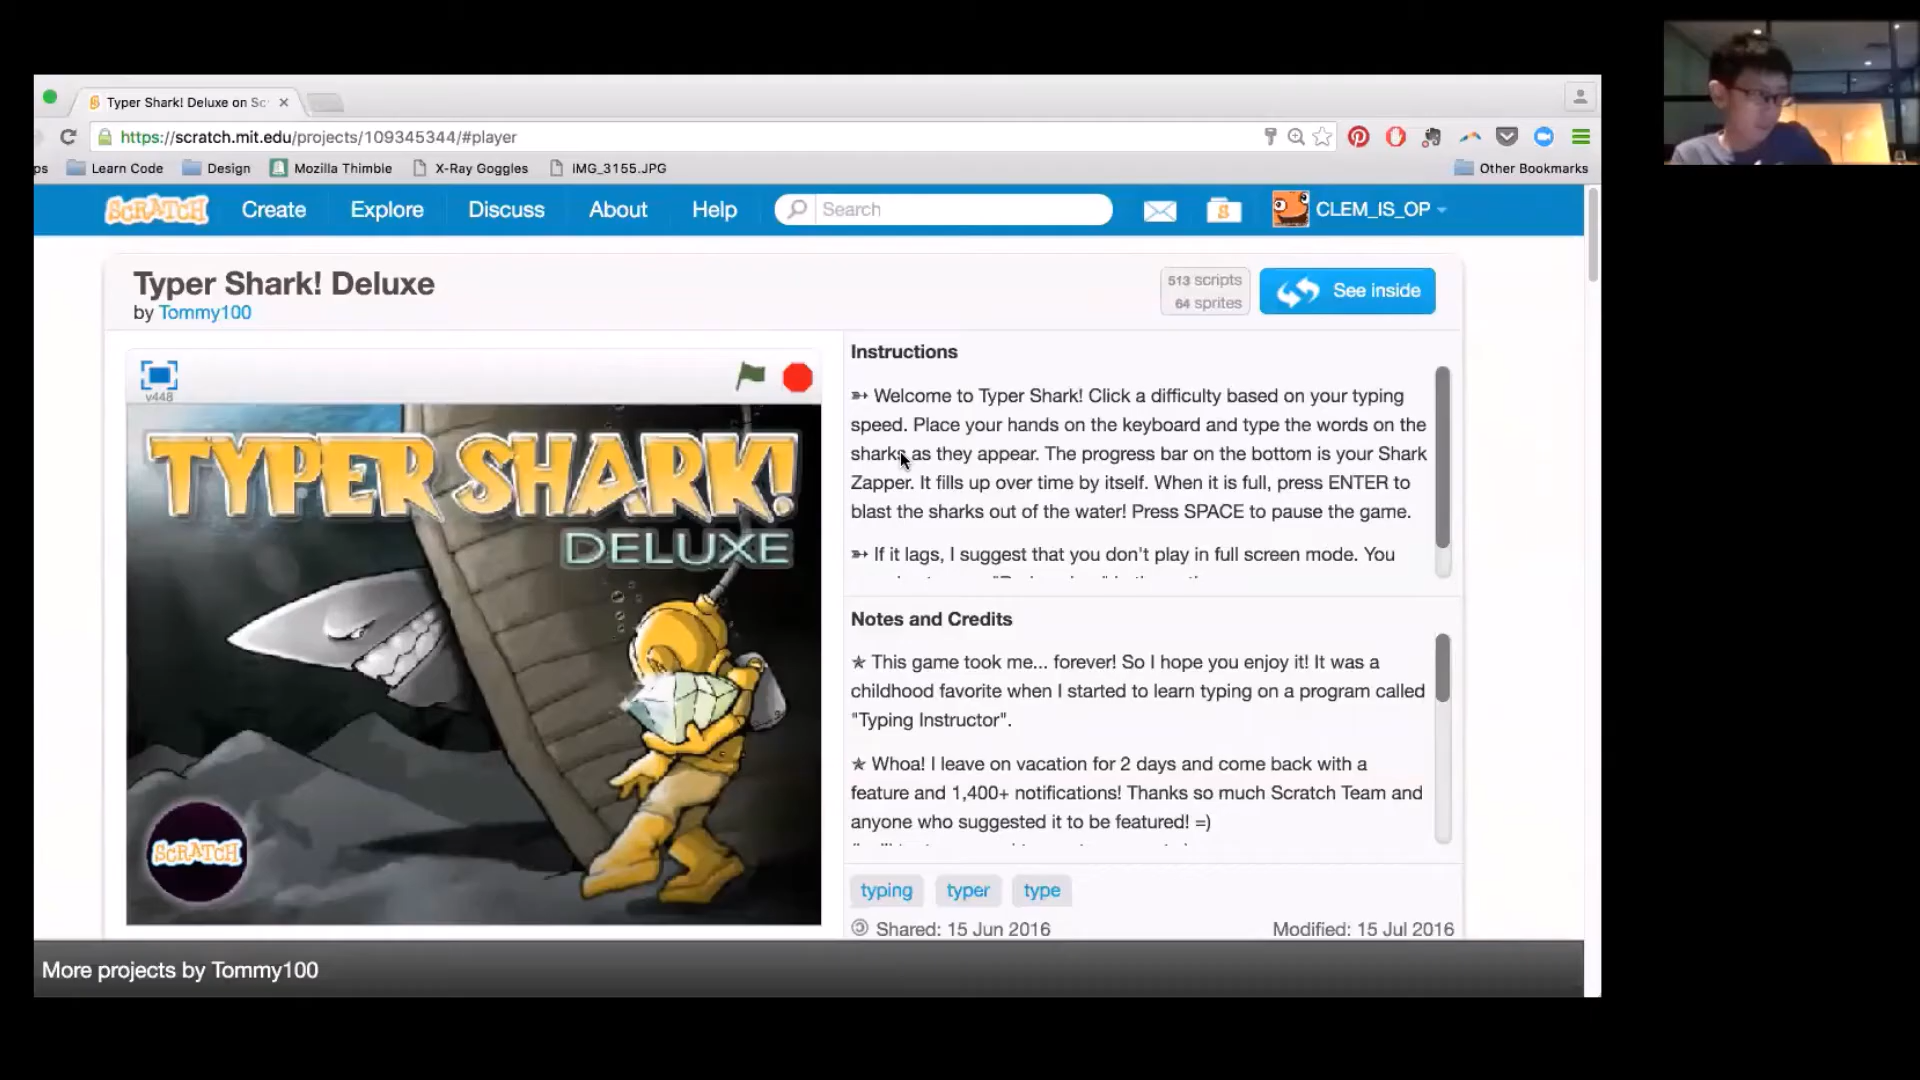 Typer Shark! Deluxe on Sc
https://scratch.mit.edu/projects/109345344/#player
ps Learn Code Design Mozilla Thimble X-Ray Goggles IMG_3155.JPG Other Bookmarks
SCRATCH Create Explore Discuss About Help Search CLEM_IS_OP
Typer Shark! Deluxe
by Tommy100
513 scripts
64 sprites
See inside
v448
TYPER SHARK!
DELUXE
SCRATCH
Instructions
➳ Welcome to Typer Shark! Click a difficulty based on your typing
speed. Place your hands on the keyboard and type the words on the
sharks as they appear. The progress bar on the bottom is your Shark
Zapper. It fills up over time by itself. When it is full, press ENTER to
blast the sharks out of the water! Press SPACE to pause the game.
➳ If it lags, I suggest that you don't play in full screen mode. You
Notes and Credits
★ This game took me... forever! So I hope you enjoy it! It was a
childhood favorite when I started to learn typing on a program called
"Typing Instructor".
★ Whoa! I leave on vacation for 2 days and come back with a
feature and 1,400+ notifications! Thanks so much Scratch Team and
anyone who suggested it to be featured! =)
typing typer type
Shared: 15 Jun 2016 Modified: 15 Jul 2016
More projects by Tommy100